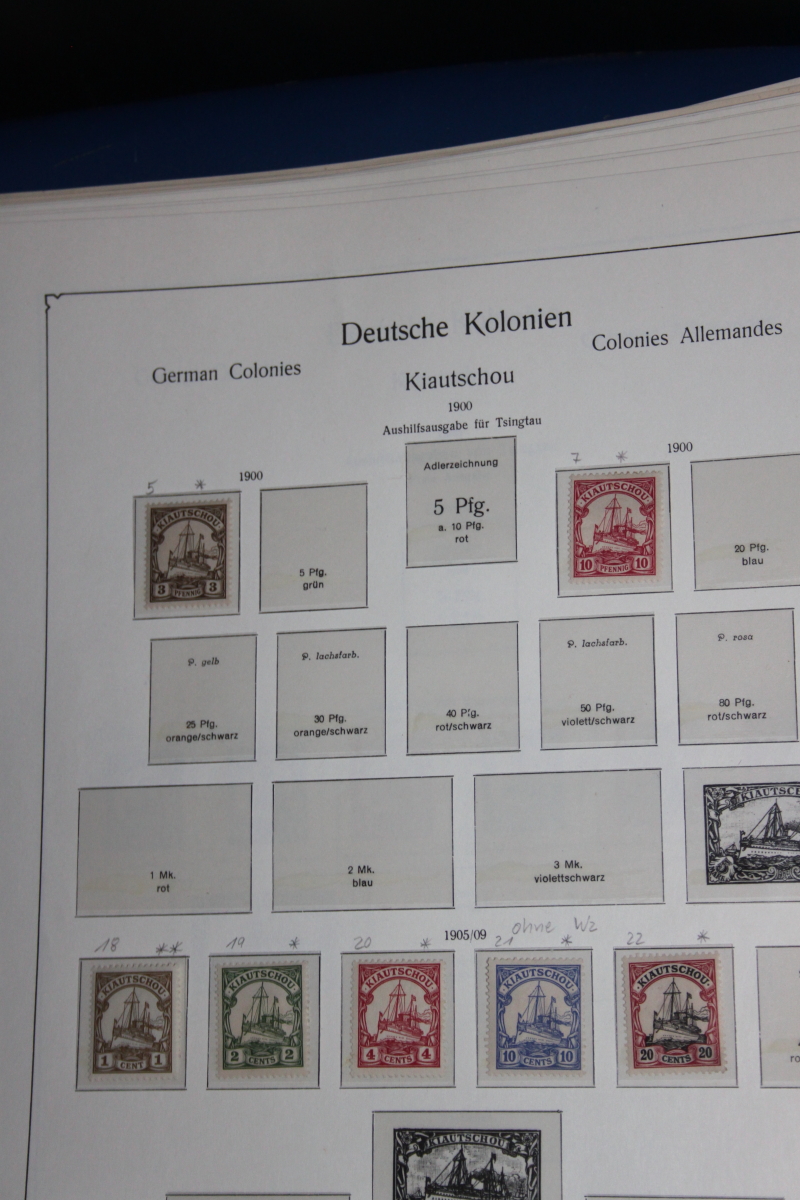 Deutsche Kolonien
German Colonies
Colonies Allemandes
Kiautschou
1900
Aushilfsausgabe für Tsingtau
5 * 1900
7 * 1900
KIAUTSCHOU
3 PFENNIG 3
5 Pfg.
grün
Adlerzeichnung
5 Pfg.
a. 10 Pfg.
rot
KIAUTSCHOU
10 PFENNIG 10
20 Pfg.
blau
P. gelb
25 Pfg.
orange/schwarz
P. lachsfarb.
30 Pfg.
orange/schwarz
40 Pfg.
rot/schwarz
P. lachsfarb.
50 Pfg.
violett/schwarz
P. rosa
80 Pfg.
rot/schwarz
1 Mk.
rot
2 Mk.
blau
3 Mk.
violettschwarz
KIAUTSCH
1905/09
18 **
19 *
20 *
21 ohne Wz *
22 *
KIAUTSCHOU
1 CENT 1
KIAUTSCHOU
2 CENTS 2
KIAUTSCHOU
4 CENTS 4
KIAUTSCHOU
10 CENTS 10
KIAUTSCHOU
20 CENTS 20
KIAUTSCHOU